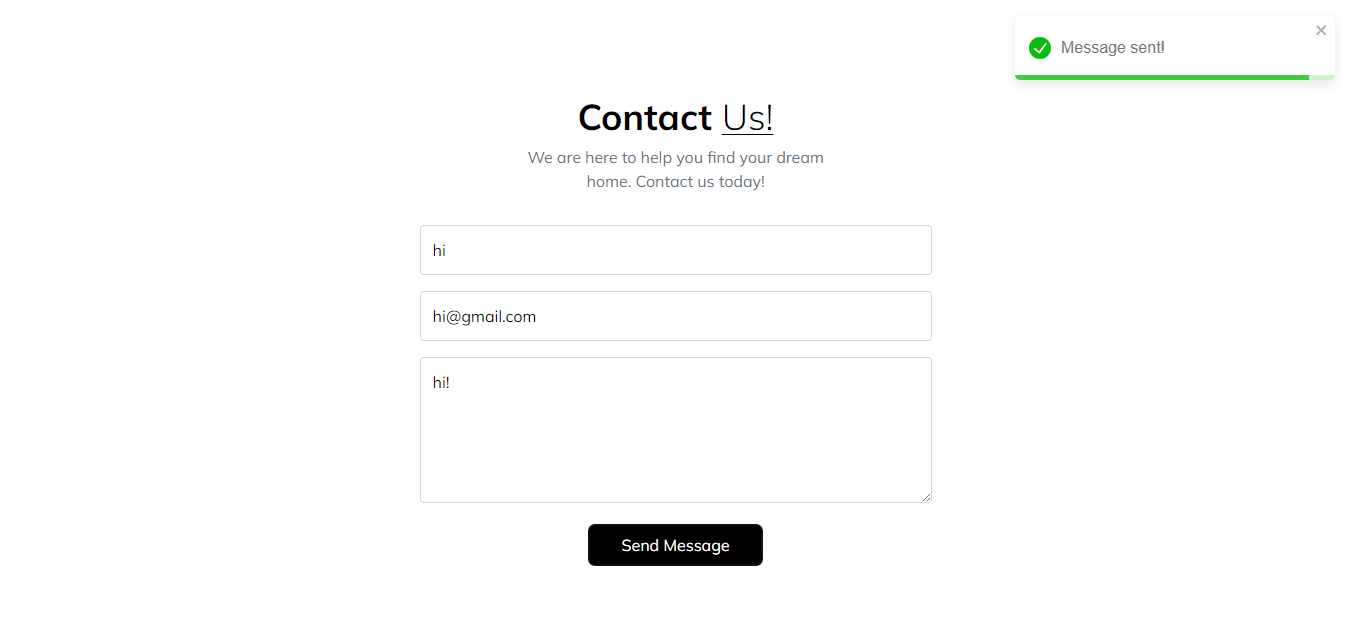 Message sent!
Contact Us!
We are here to help you find your dream
home. Contact us today!
hi
hi@gmail.com
hi!
Send Message